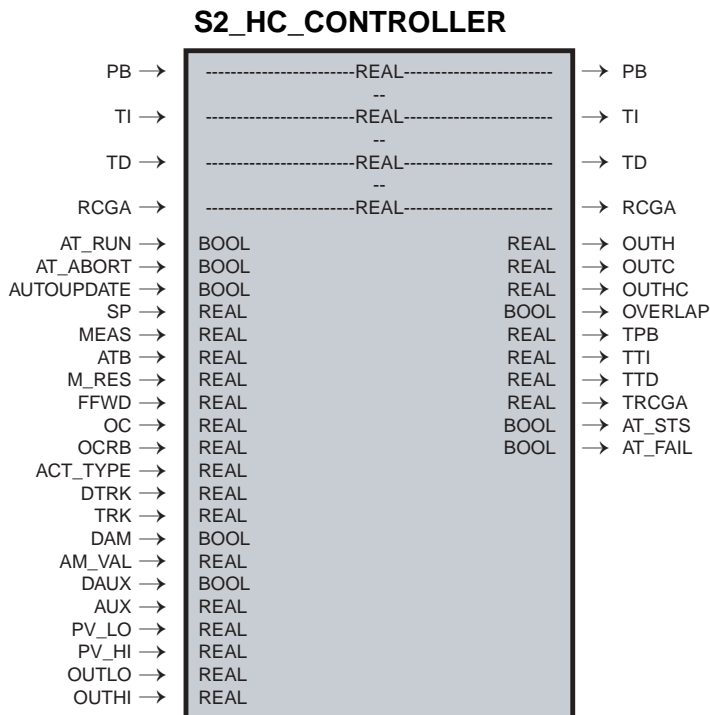 S2_HC_CONTROLLER
PB → -------------------------REAL------------------------- → PB
--
TI → -------------------------REAL------------------------- → TI
--
TD → -------------------------REAL------------------------- → TD
--
RCGA → -------------------------REAL------------------------- → RCGA
AT_RUN → BOOL REAL → OUTH
AT_ABORT → BOOL REAL → OUTC
AUTOUPDATE → BOOL REAL → OUTHC
SP → REAL BOOL → OVERLAP
MEAS → REAL REAL → TPB
ATB → REAL REAL → TTI
M_RES → REAL REAL → TTD
FFWD → REAL REAL → TRCGA
OC → REAL BOOL → AT_STS
OCRB → REAL BOOL → AT_FAIL
ACT_TYPE → REAL
DTRK → REAL
TRK → REAL
DAM → BOOL
AM_VAL → REAL
DAUX → BOOL
AUX → REAL
PV_LO → REAL
PV_HI → REAL
OUTLO → REAL
OUTHI → REAL